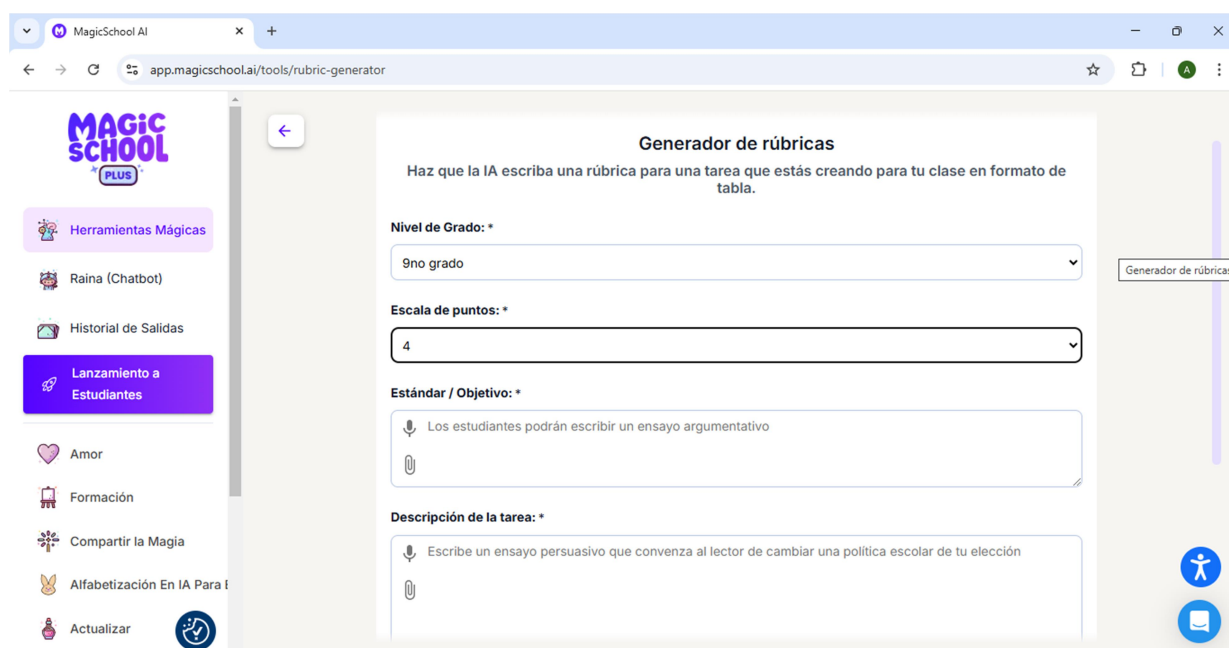 MagicSchool AI
app.magicschool.ai/tools/rubric-generator
A
MAGIC
SCHOOL
PLUS
Herramientas Mágicas
Raina (Chatbot)
Historial de Salidas
Lanzamiento a
Estudiantes
Amor
Formación
Compartir la Magia
Alfabetización En IA Para
Actualizar
Generador de rúbricas
Haz que la IA escriba una rúbrica para una tarea que estás creando para tu clase en formato de
tabla.
Nivel de Grado: *
9no grado
Escala de puntos: *
4
Estándar / Objetivo: *
Los estudiantes podrán escribir un ensayo argumentativo
Descripción de la tarea: *
Escribe un ensayo persuasivo que convenza al lector de cambiar una política escolar de tu elección
Generador de rúbricas